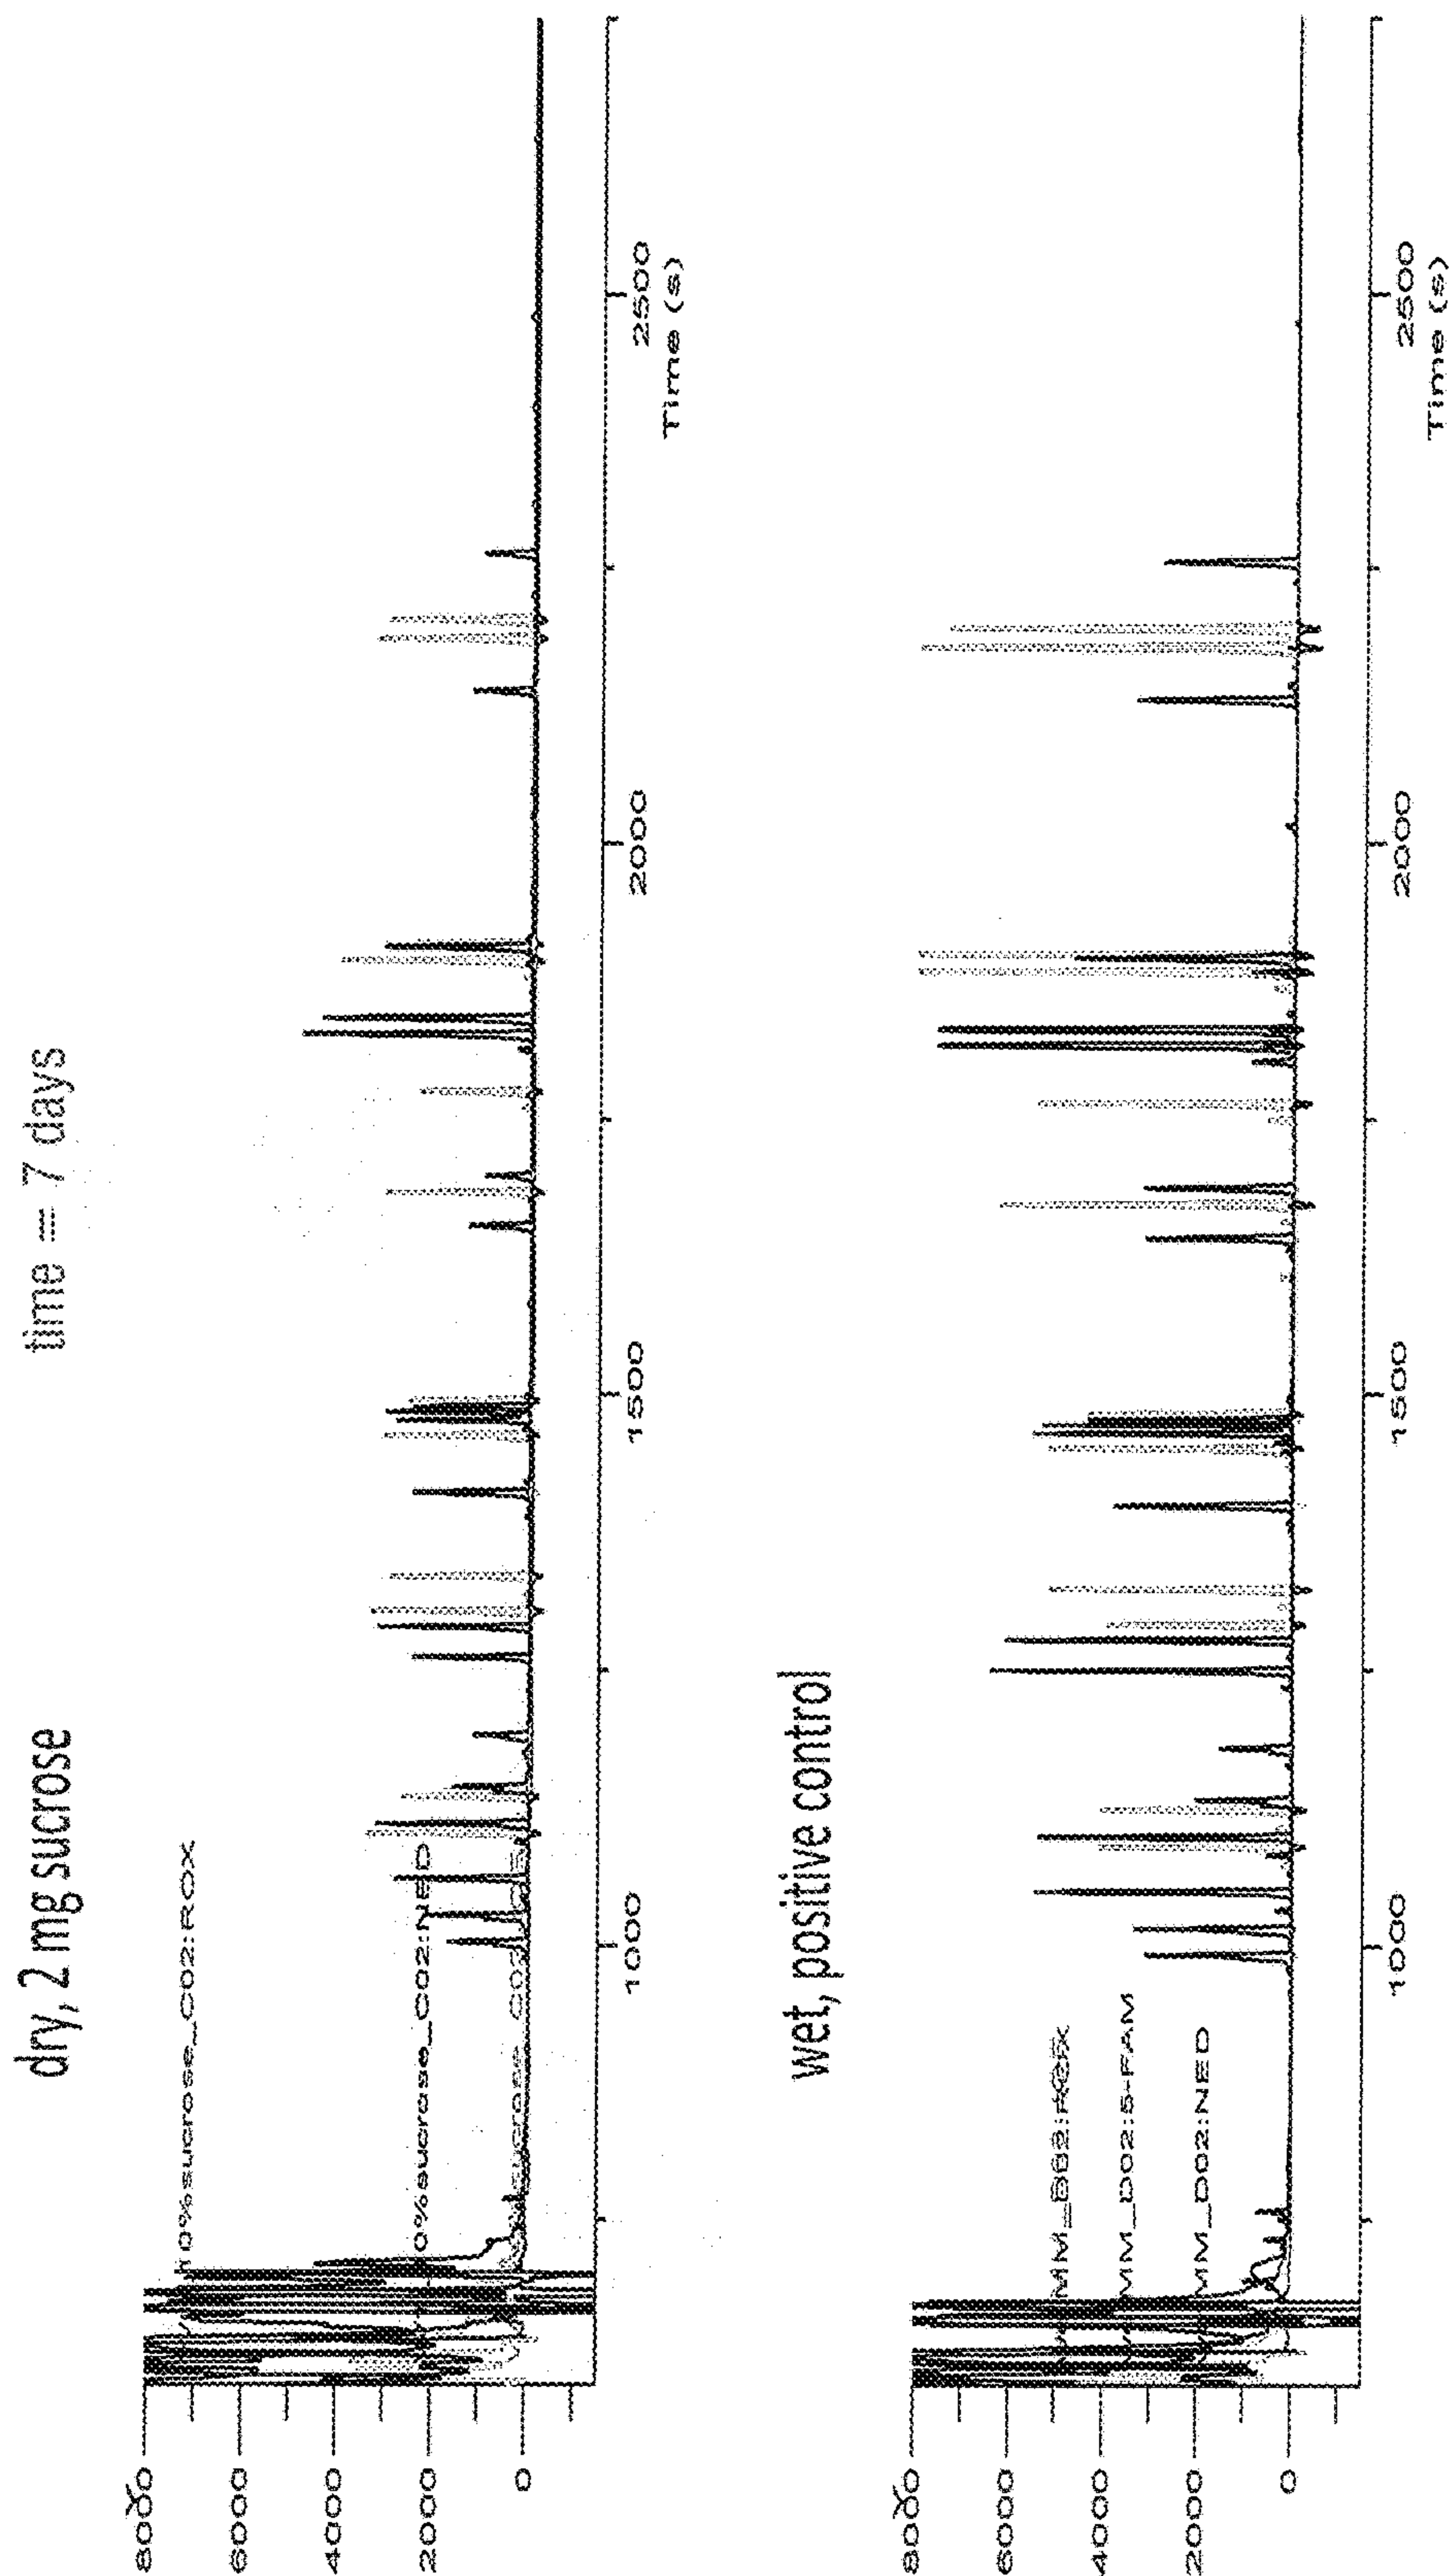 time = 7 days
dry, 2 mg sucrose
8000
6000
4000
2000
0
10%sucrose_C02:ROX
0%sucrose_C02:NED
sucrose_C02
1000
1500
2000
2500
Time (s)
wet, positive control
8000
6000
4000
2000
0
MM_D02:5-FAM
MM_D02:NED
1000
1500
2000
2500
Time (s)